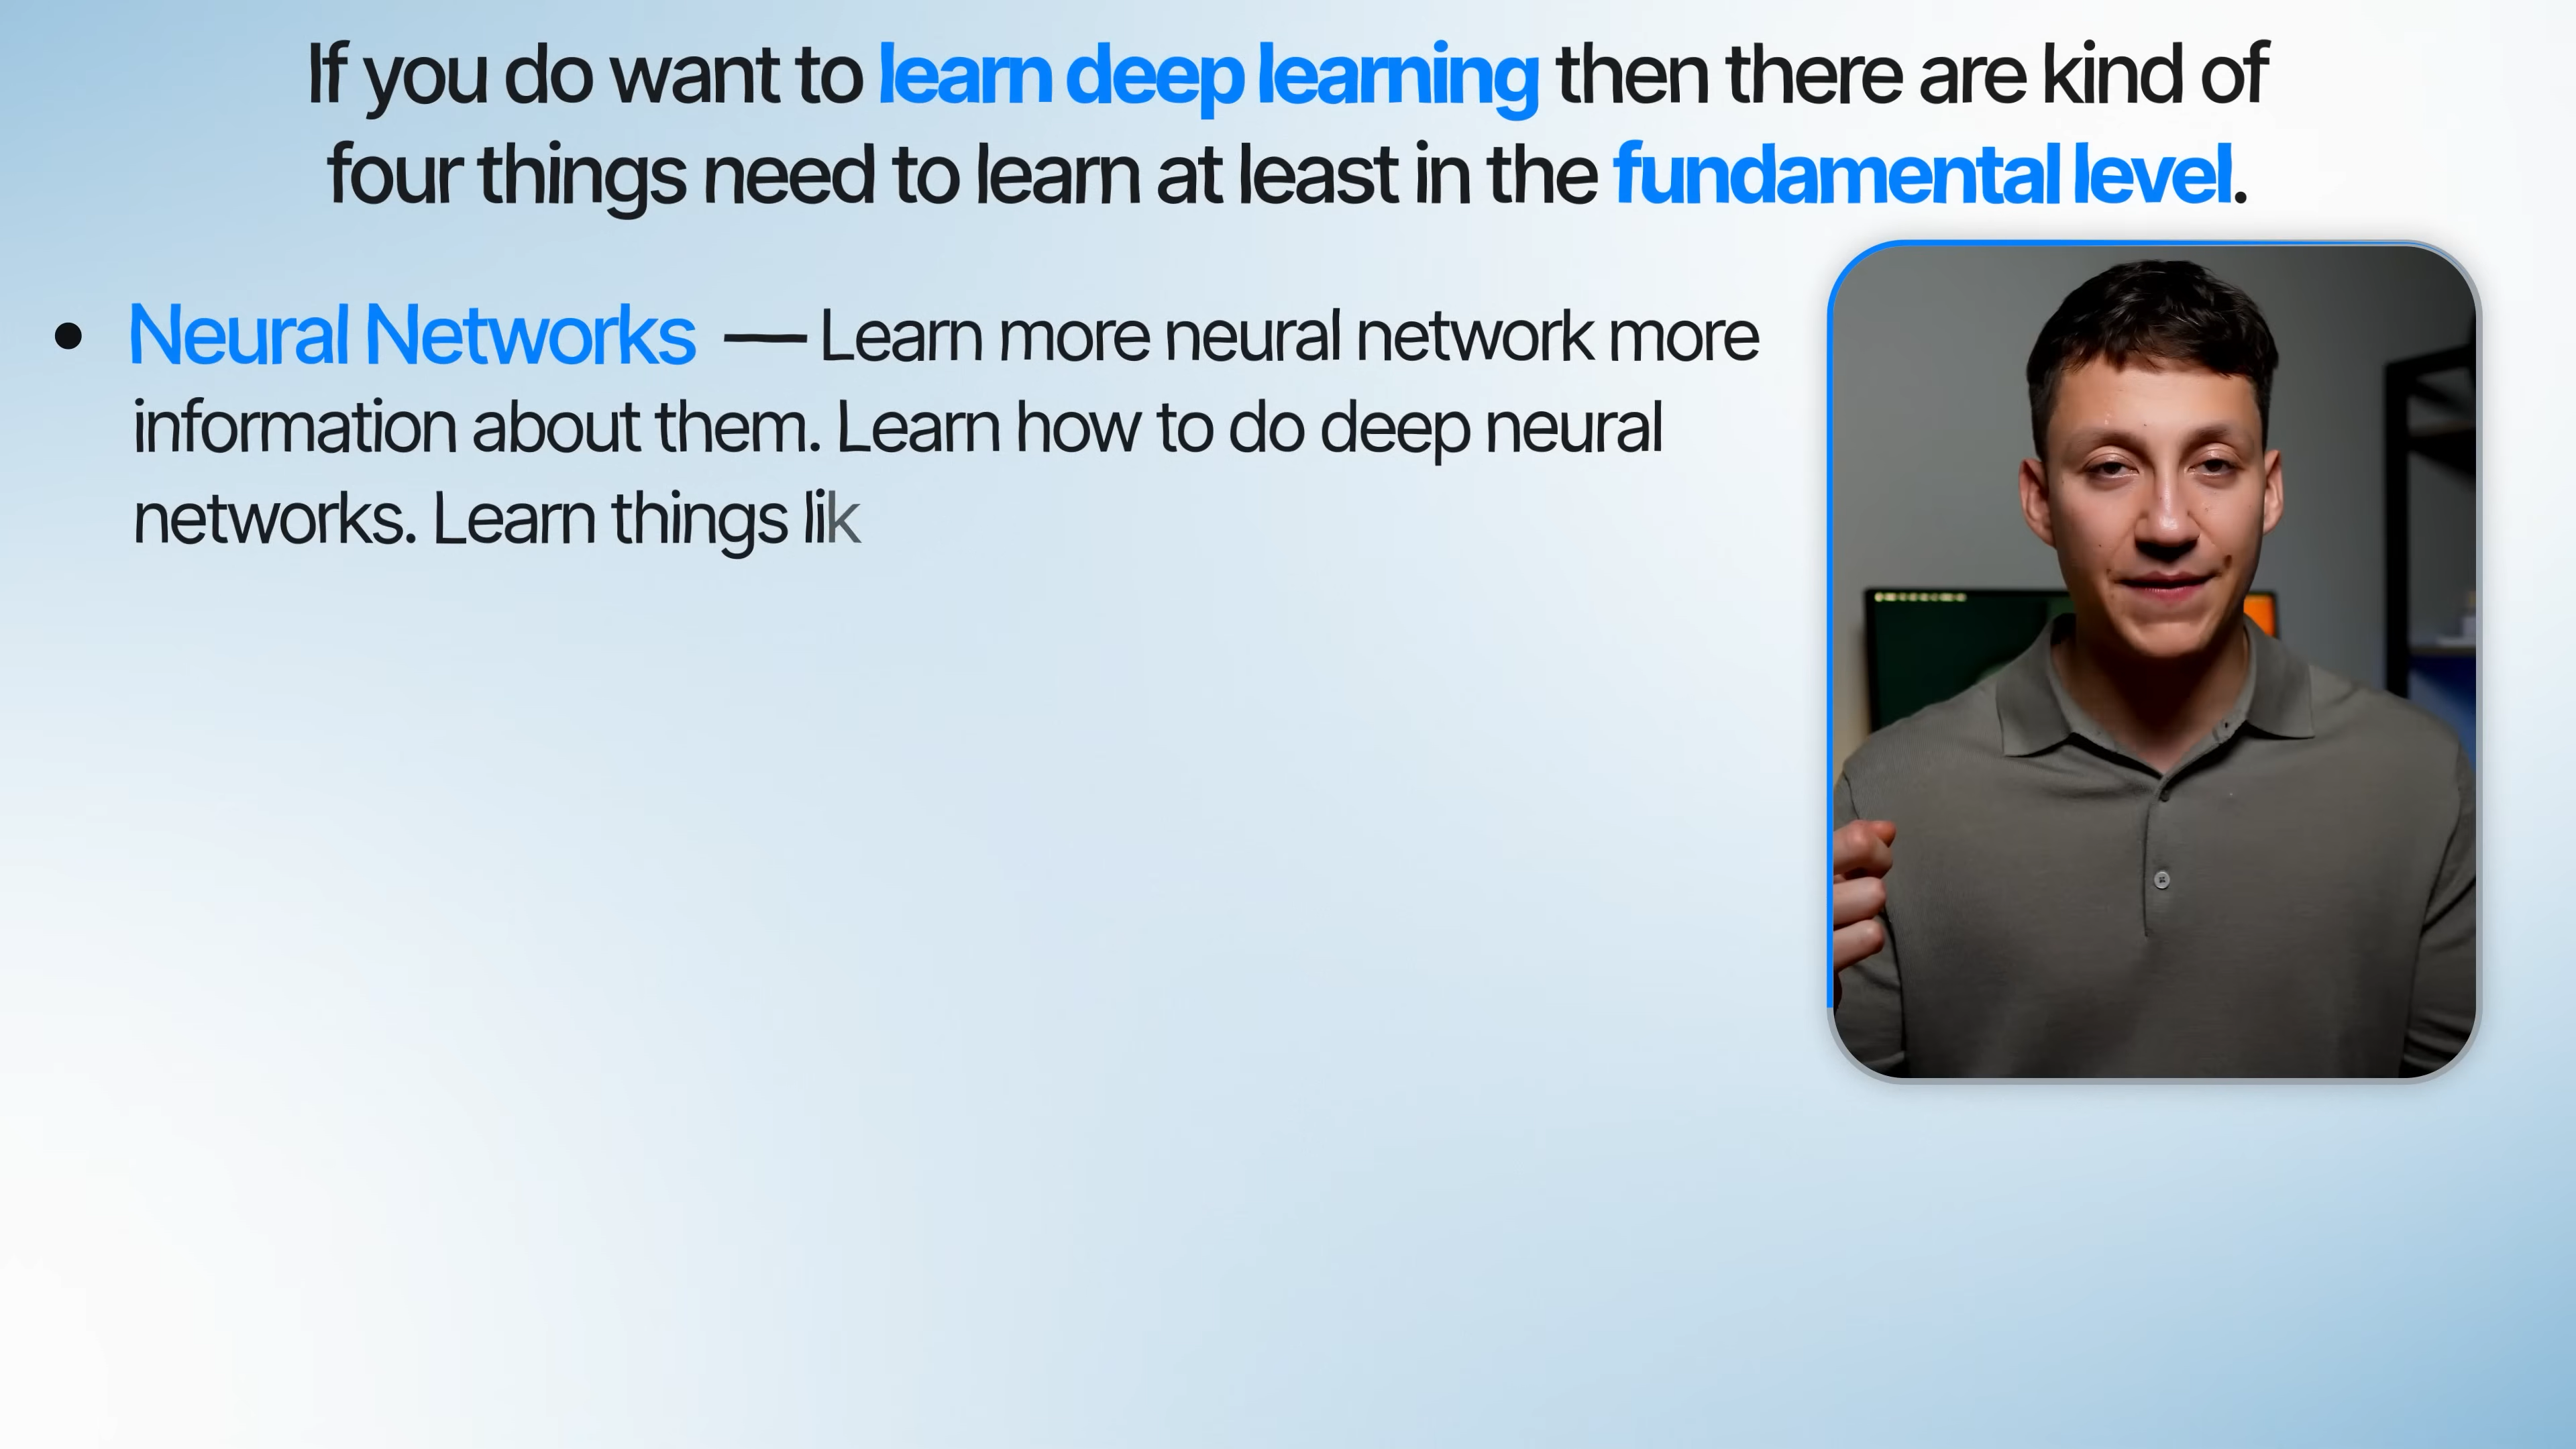 If you do want to learn deep learning then there are kind of
four things need to learn at least in the fundamental level.
• Neural Networks — Learn more neural network more
information about them. Learn how to do deep neural
networks. Learn things lik